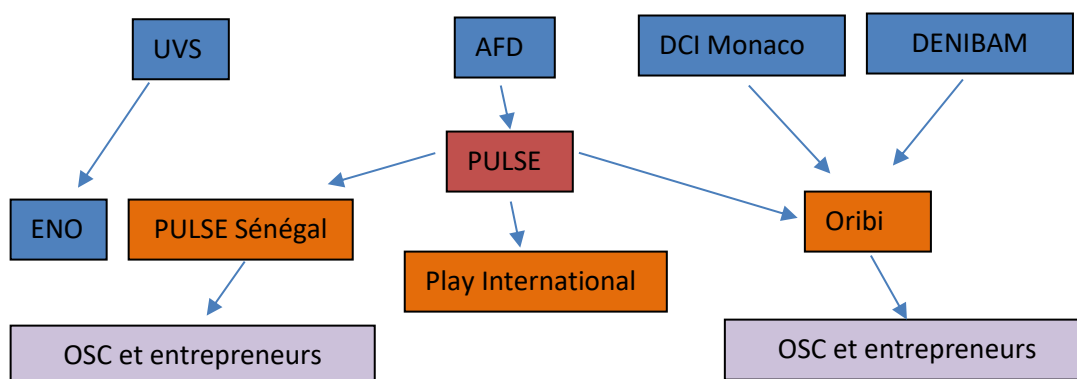 UVS
AFD
DCI Monaco
DENIBAM
PULSE
ENO
PULSE Sénégal
Oribi
Play International
OSC et entrepreneurs
OSC et entrepreneurs